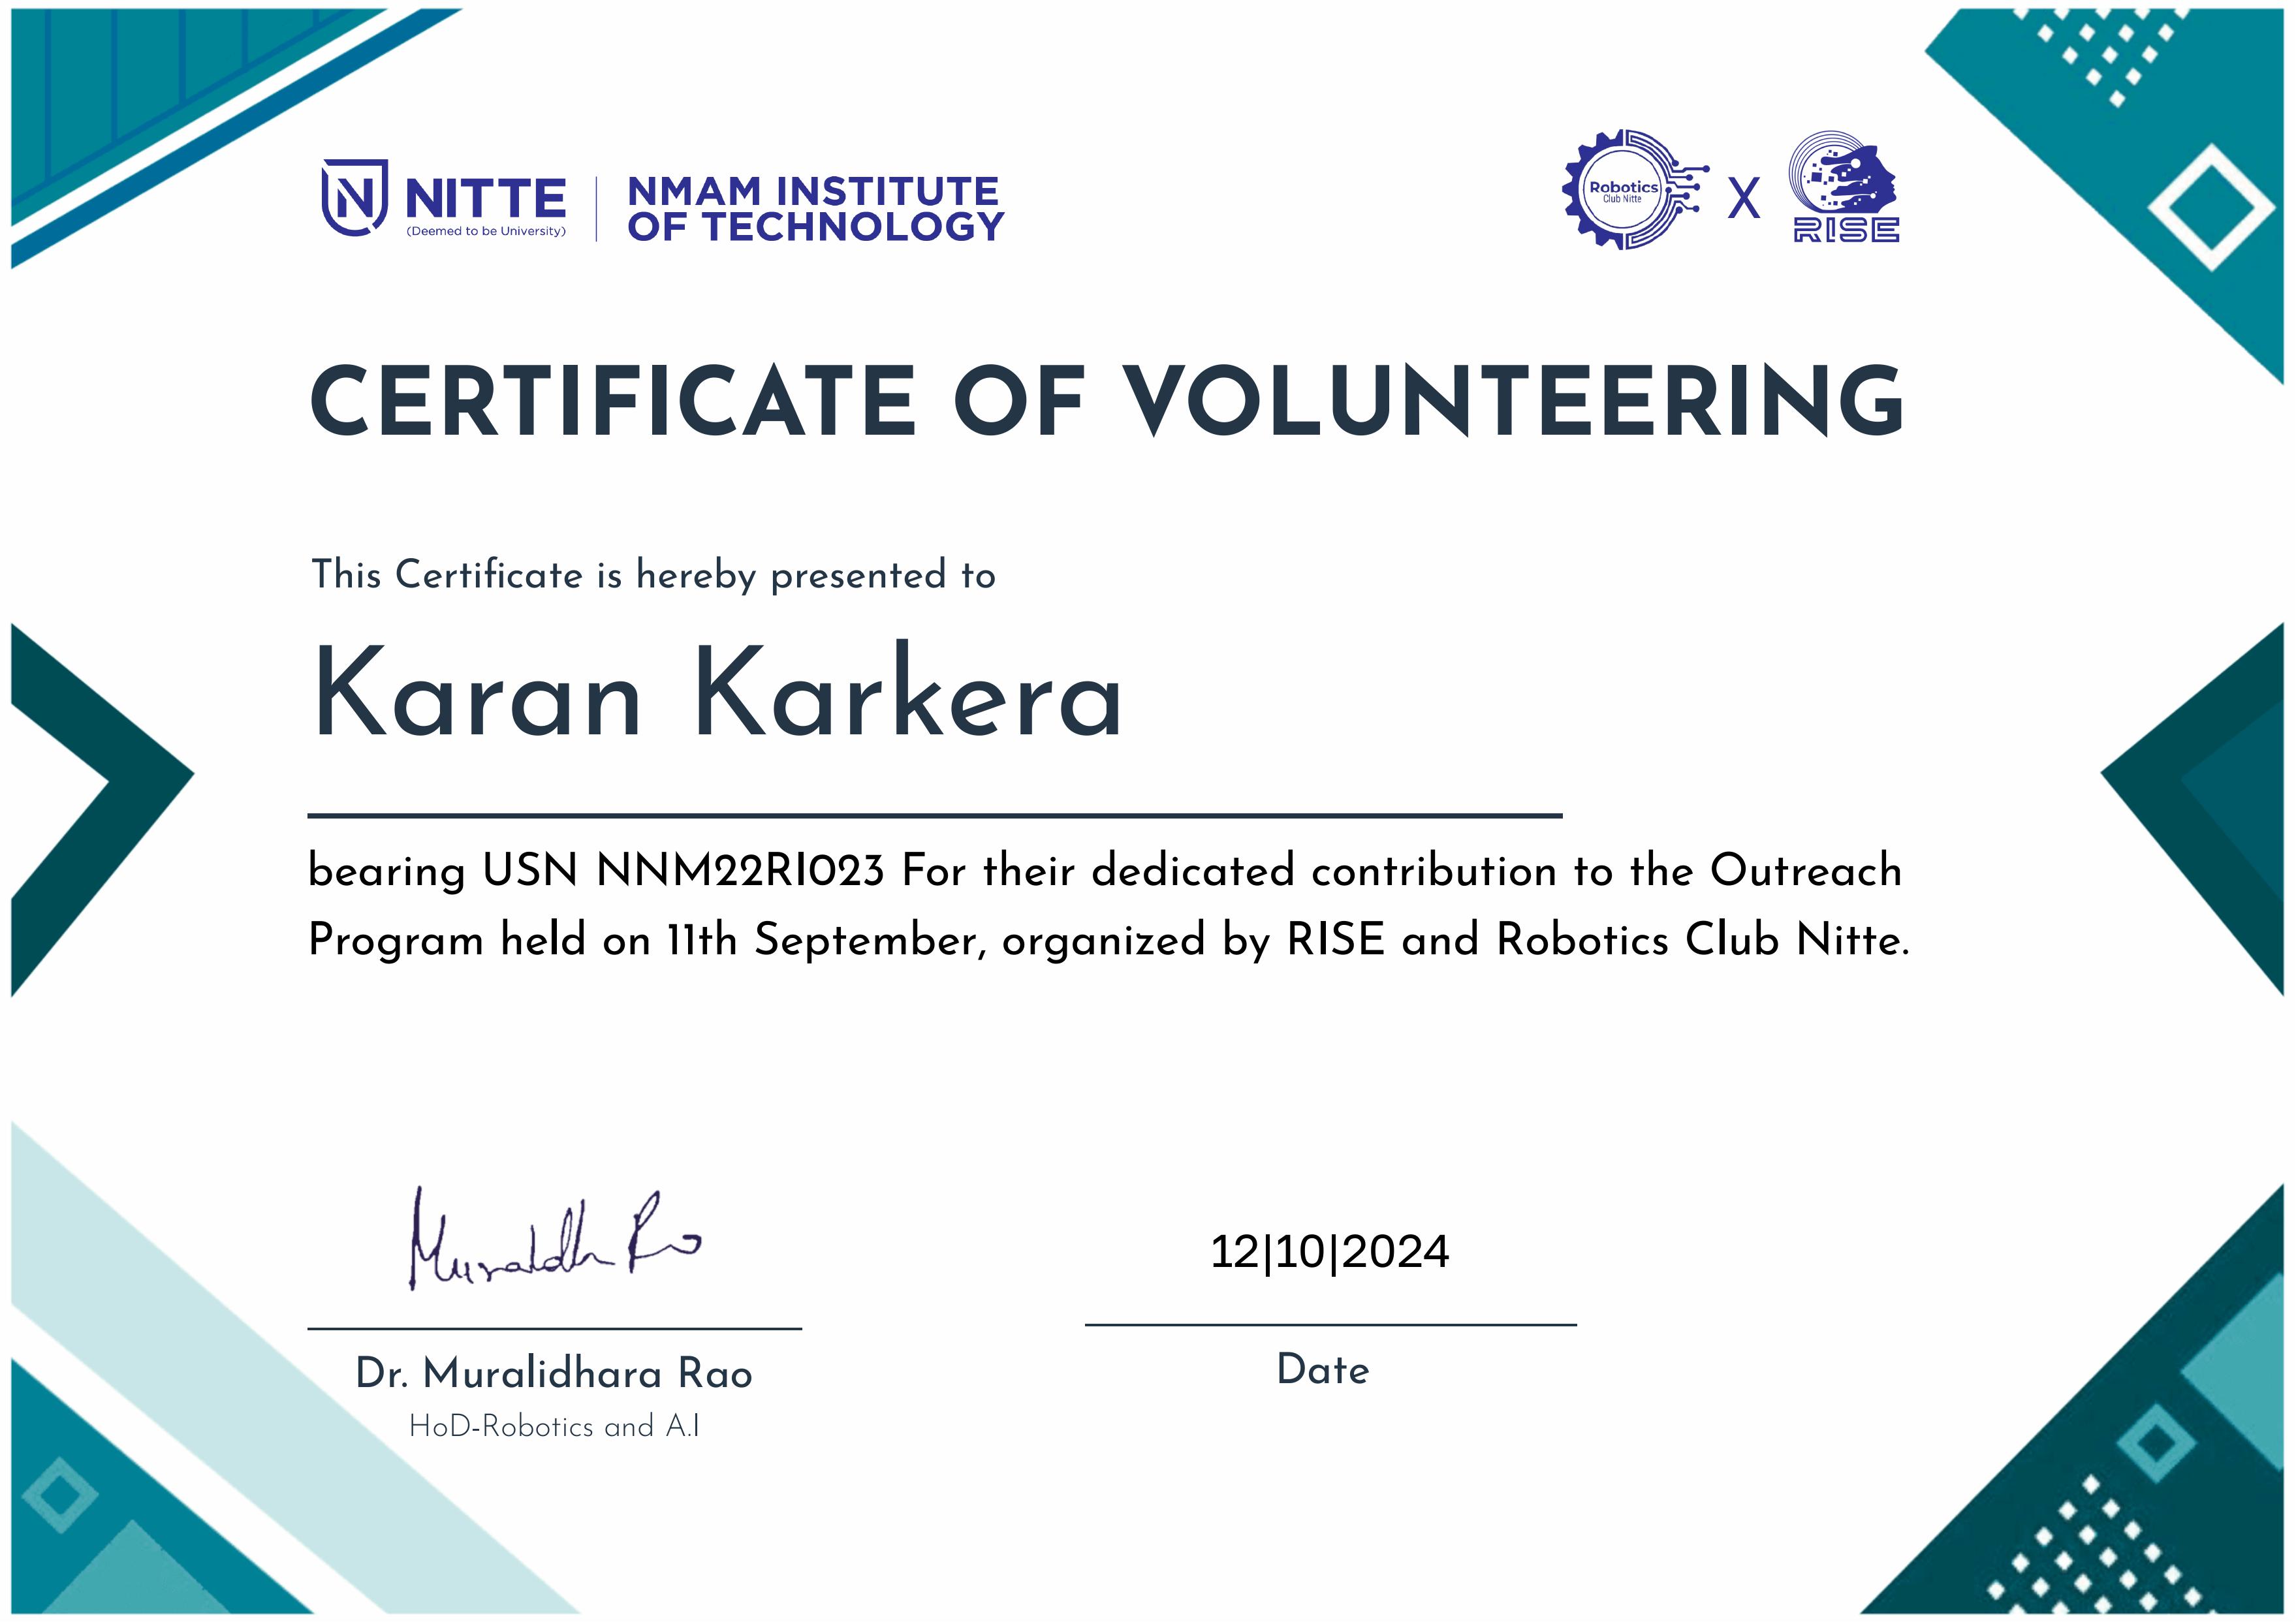 NITTE
(Deemed to be University)
NMAM INSTITUTE
OF TECHNOLOGY
Robotics
Club Nitte
X
RISE
CERTIFICATE OF VOLUNTEERING
This Certificate is hereby presented to
Karan Karkera
bearing USN NNM22RI023 For their dedicated contribution to the Outreach
Program held on 11th September, organized by RISE and Robotics Club Nitte.
Muralidh Rao
12|10|2024
Dr. Muralidhara Rao
Date
HoD-Robotics and A.I